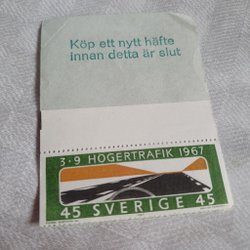 Köp ett nytt häfte
innan detta är slut
3·9 HÖGERTRAFIK 1967
45 SVERIGE 45